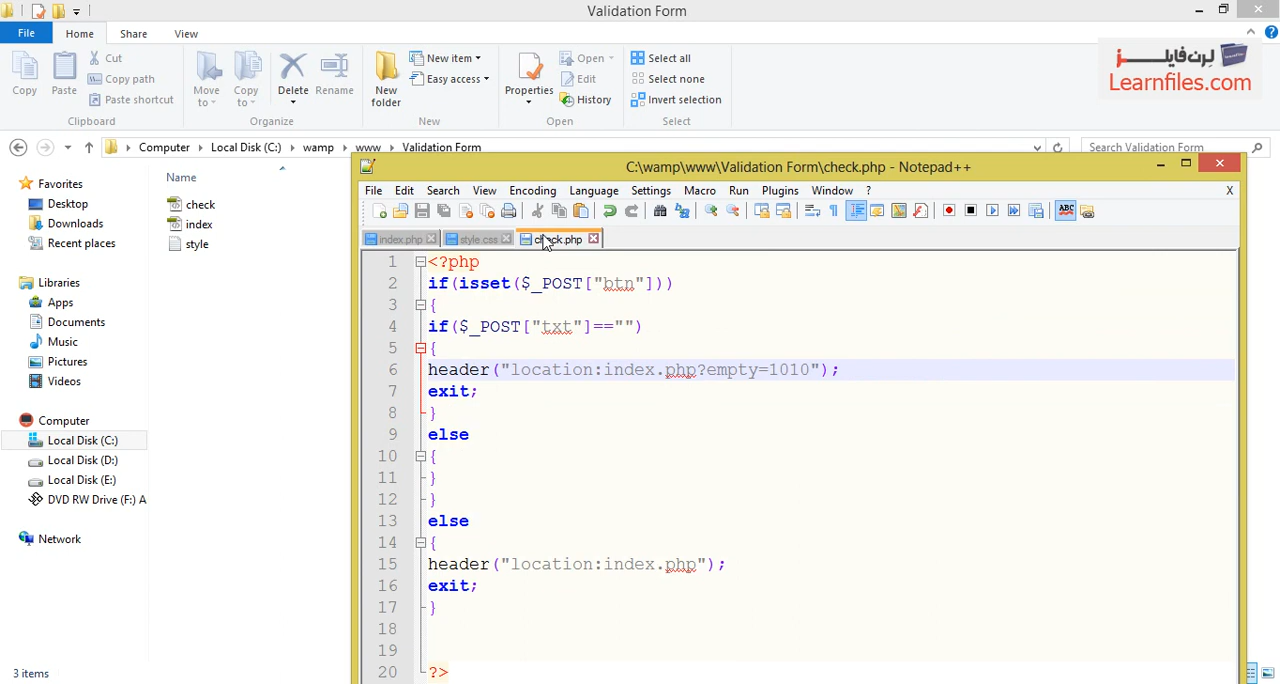 Validation Form
File Home Share View
Copy
Paste
Cut
Copy path
Paste shortcut
Clipboard
Move to
Copy to
Delete
Rename
Organize
New folder
New item
Easy access
New
Properties
Open
Edit
History
Open
Select all
Select none
Invert selection
Select
لرن‌فایلز
Learnfiles.com
Computer Local Disk (C:) wamp www Validation Form
Search Validation Form
Favorites
Desktop
Downloads
Recent places
Libraries
Apps
Documents
Music
Pictures
Videos
Computer
Local Disk (C:)
Local Disk (D:)
Local Disk (E:)
DVD RW Drive (F:) A
Network
Name
check
index
style
3 items
C:\wamp\www\Validation Form\check.php - Notepad++
File Edit Search View Encoding Language Settings Macro Run Plugins Window ? X
ABC
index.php style.css check.php
1 <?php
2 if(isset($_POST["btn"]))
3 {
4 if($_POST["txt"]=="")
5 {
6 header("location:index.php?empty=1010");
7 exit;
8 }
9 else
10 {
11 }
12 }
13 else
14 {
15 header("location:index.php");
16 exit;
17 }
18
19
20 ?>